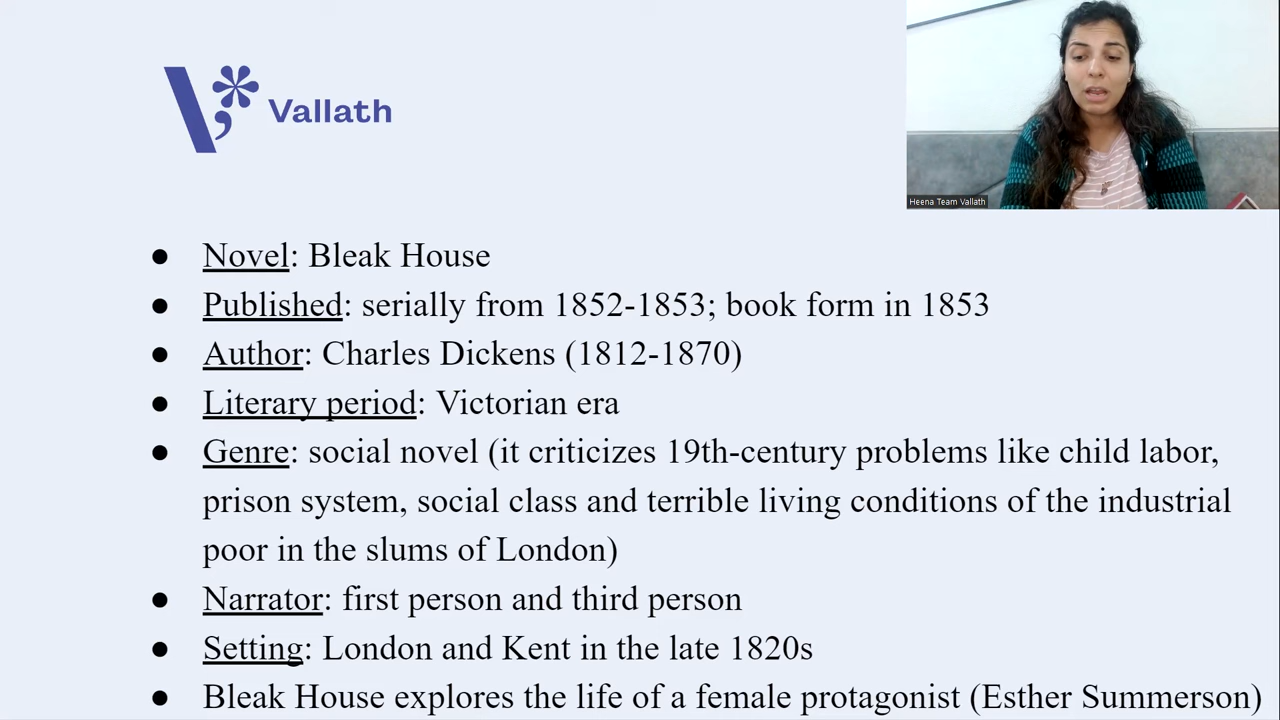 Vallath
Heena Team Vallath
● Novel: Bleak House
● Published: serially from 1852-1853; book form in 1853
● Author: Charles Dickens (1812-1870)
● Literary period: Victorian era
● Genre: social novel (it criticizes 19th-century problems like child labor,
prison system, social class and terrible living conditions of the industrial
poor in the slums of London)
● Narrator: first person and third person
● Setting: London and Kent in the late 1820s
● Bleak House explores the life of a female protagonist (Esther Summerson)